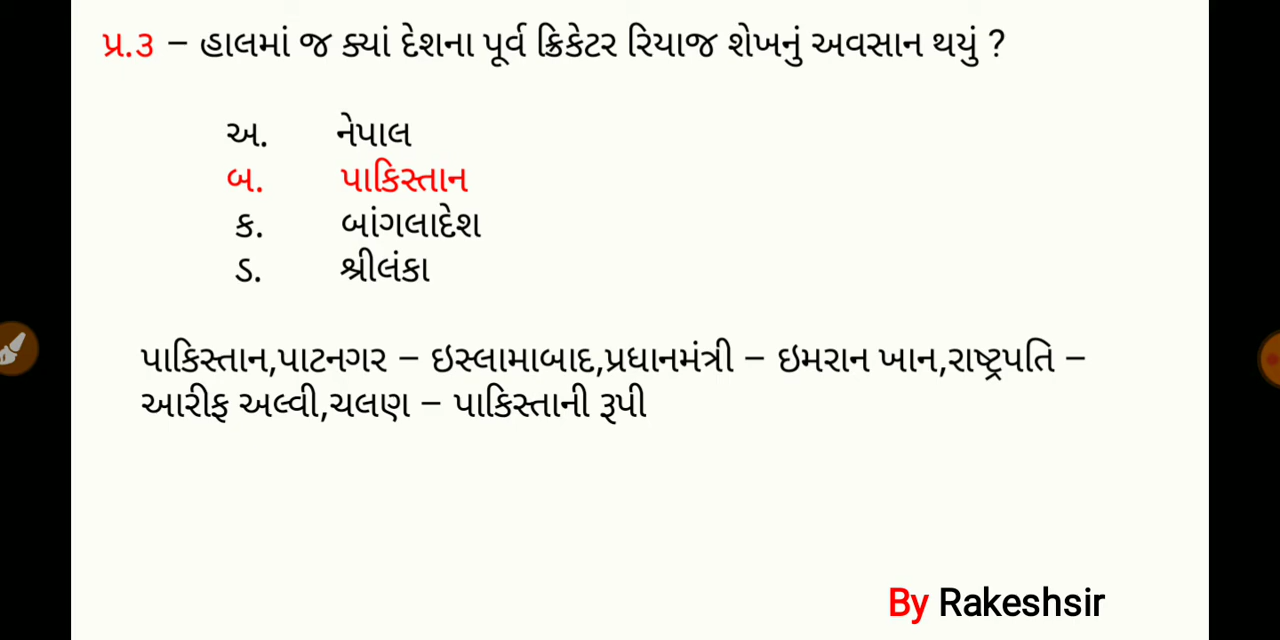 પ્ર.૩ – હાલમાં જ ક્યાં દેશના પૂર્વ ક્રિકેટર રિયાજ શેખનું અવસાન થયું ?
અ. નેપાલ
બ. પાકિસ્તાન
ક. બાંગલાદેશ
ડ. શ્રીલંકા
પાકિસ્તાન,પાટનગર – ઇસ્લામાબાદ,પ્રધાનમંત્રી – ઇમરાન ખાન,રાષ્ટ્રપતિ –
આરીફ અલ્વી,ચલણ – પાકિસ્તાની રૂપી
By Rakeshsir